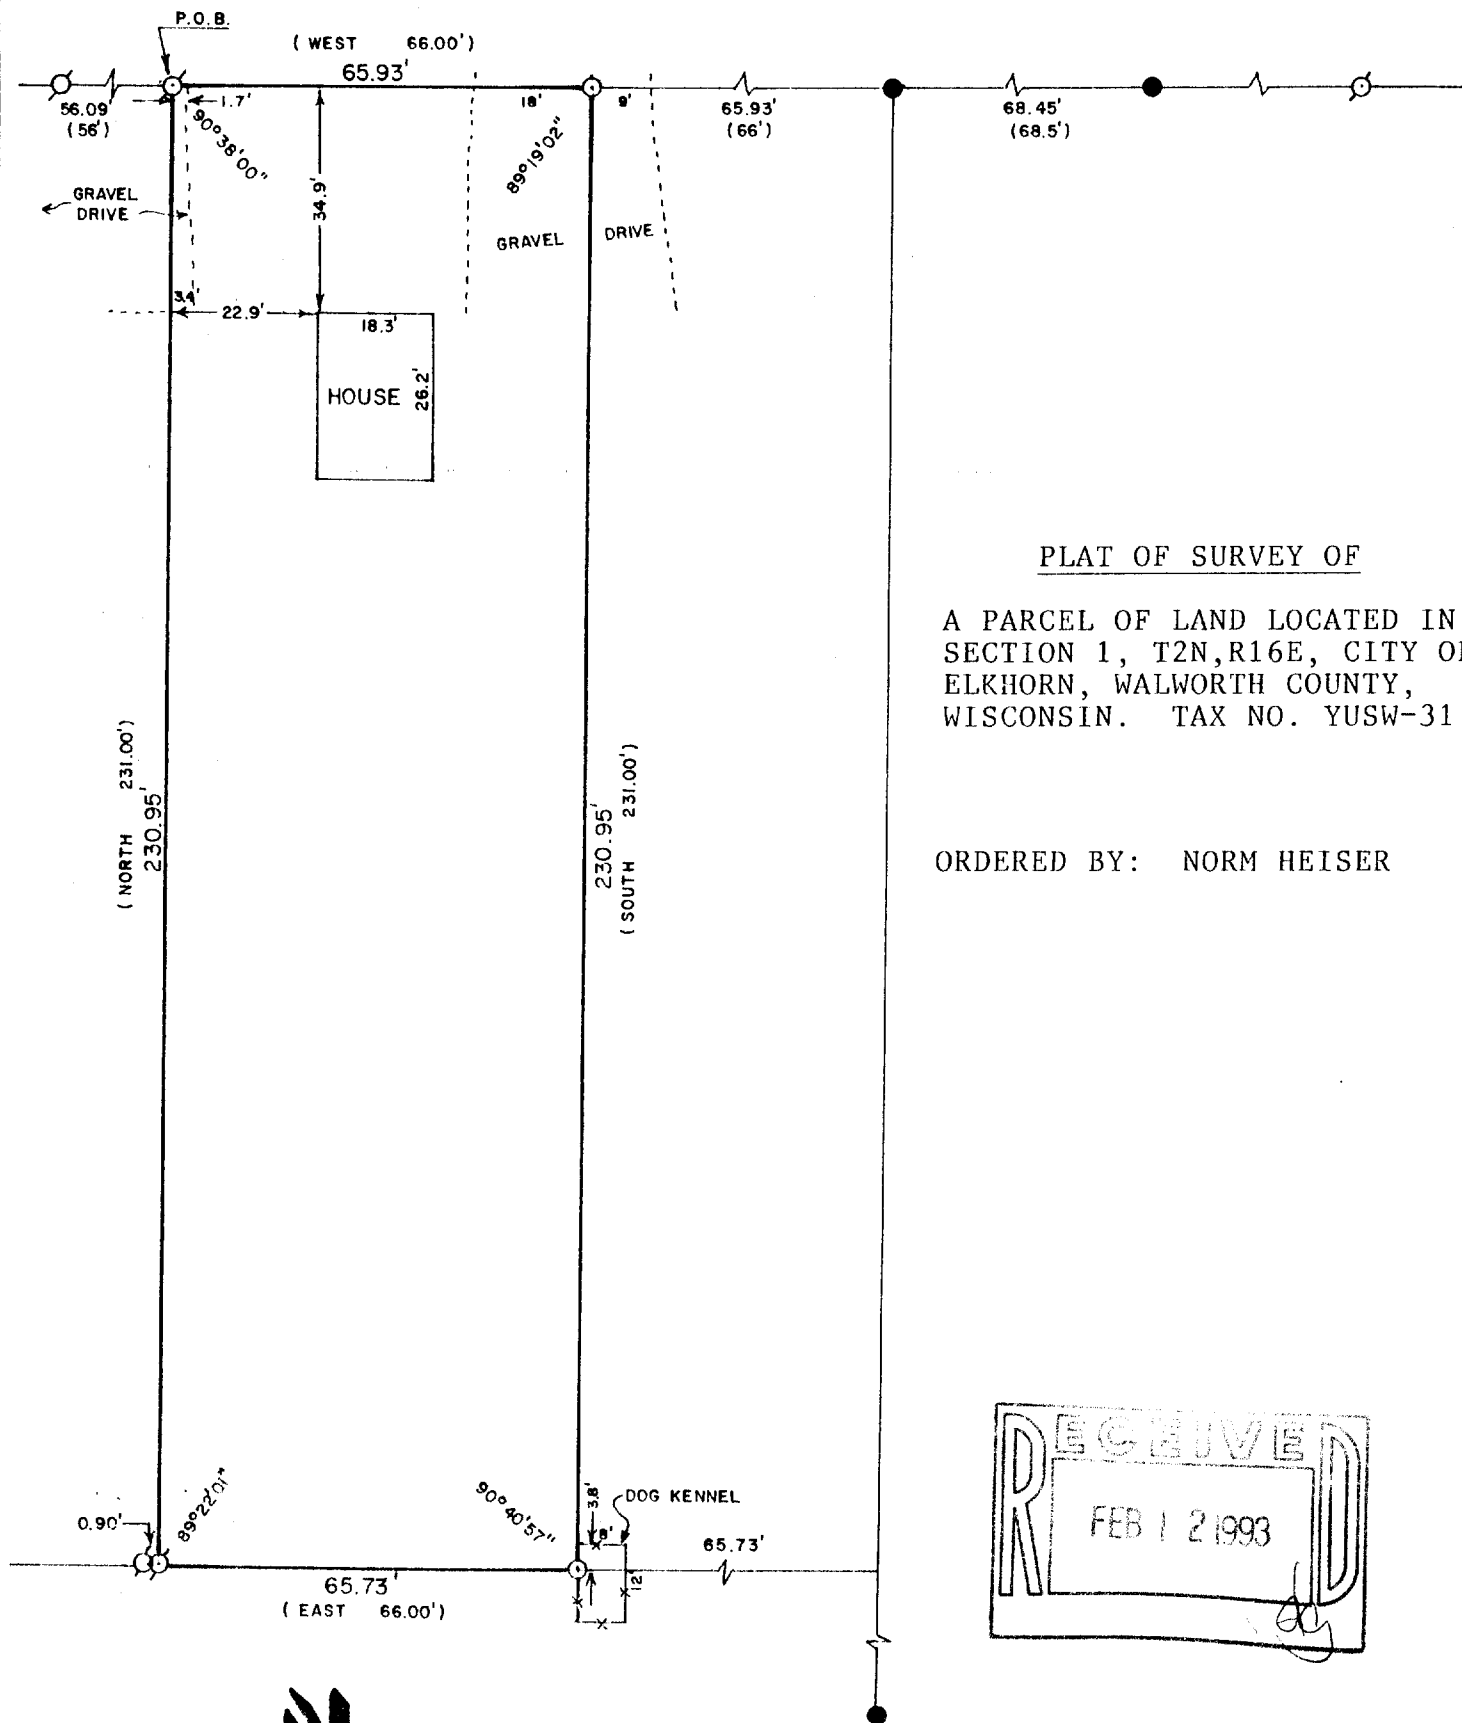 P.O.B.
( WEST 66.00')
65.93'
56.09'
(56')
1.7'
18'
9'
65.93'
(66')
68.45'
(68.5')
90°38'00"
89°19'02"
GRAVEL
DRIVE
34.9'
GRAVEL DRIVE
3.4'
22.9'
18.3'
HOUSE
26.2'
PLAT OF SURVEY OF
A PARCEL OF LAND LOCATED IN
SECTION 1, T2N,R16E, CITY OF
ELKHORN, WALWORTH COUNTY,
WISCONSIN. TAX NO. YUSW-31
(NORTH 231.00')
230.95'
230.95'
(SOUTH 231.00')
ORDERED BY: NORM HEISER
RECEIVED
FEB 12 1993
0.90'
89°22'01"
90°40'57"
3.8'
DOG KENNEL
8'
12'
65.73'
65.73'
( EAST 66.00')